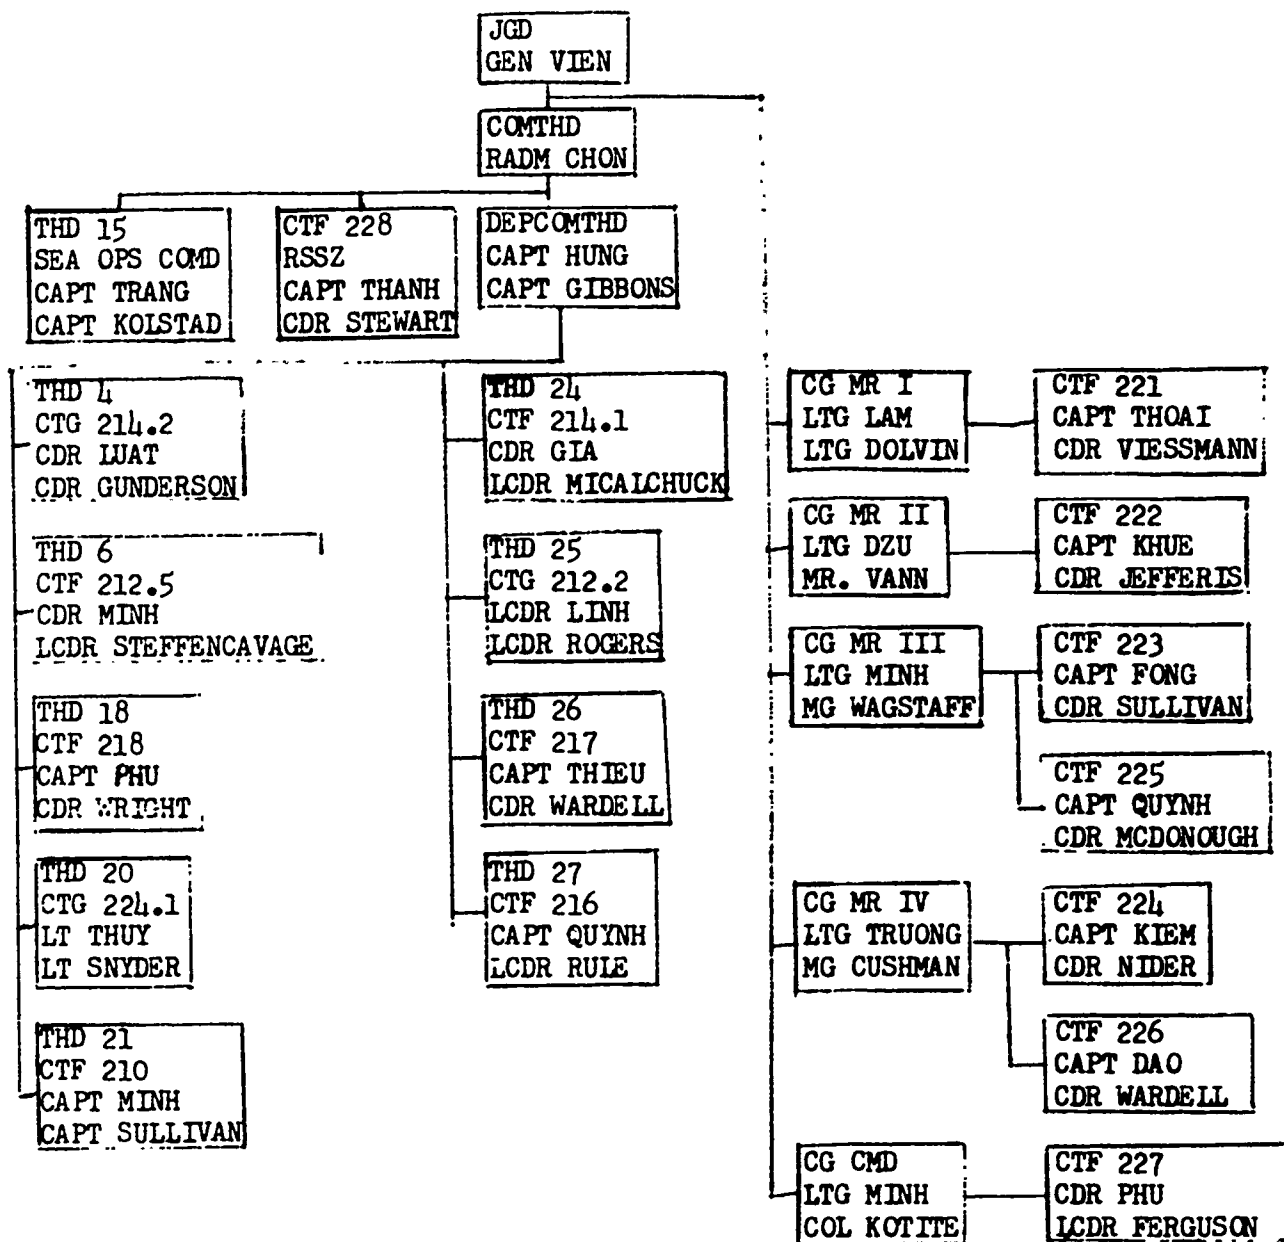 JGD
GEN VIEN
COMTHD
RADM CHON
THD 15
SEA OPS COMD
CAPT TRANG
CAPT KOLSTAD
CTF 228
RSSZ
CAPT THANH
CDR STEWART
DEPCOMTHD
CAPT HUNG
CAPT GIBBONS
THD 4
CTG 214.2
CDR LUAT
CDR GUNDERSON
THD 6
CTF 212.5
CDR MINH
LCDR STEFFENCAVAGE
THD 18
CTF 218
CAPT PHU
CDR WRIGHT
THD 20
CTG 224.1
LT THUY
LT SNYDER
THD 21
CTF 210
CAPT MINH
CAPT SULLIVAN
THD 24
CTF 214.1
CDR GIA
LCDR MICALCHUCK
THD 25
CTG 212.2
LCDR LINH
LCDR ROGERS
THD 26
CTF 217
CAPT THIEU
CDR WARDELL
THD 27
CTF 216
CAPT QUYNH
LCDR RULE
CG MR I
LTG LAM
LTG DOLVIN
CTF 221
CAPT THOAI
CDR VIESSMANN
CG MR II
LTG DZU
MR. VANN
CTF 222
CAPT KHUE
CDR JEFFERIS
CG MR III
LTG MINH
MG WAGSTAFF
CTF 223
CAPT FONG
CDR SULLIVAN
CTF 225
CAPT QUYNH
CDR MCDONOUGH
CG MR IV
LTG TRUONG
MG CUSHMAN
CTF 224
CAPT KIEM
CDR NIDER
CTF 226
CAPT DAO
CDR WARDELL
CG CMD
LTG MINH
COL KOTITE
CTF 227
CDR PHU
LCDR FERGUSON